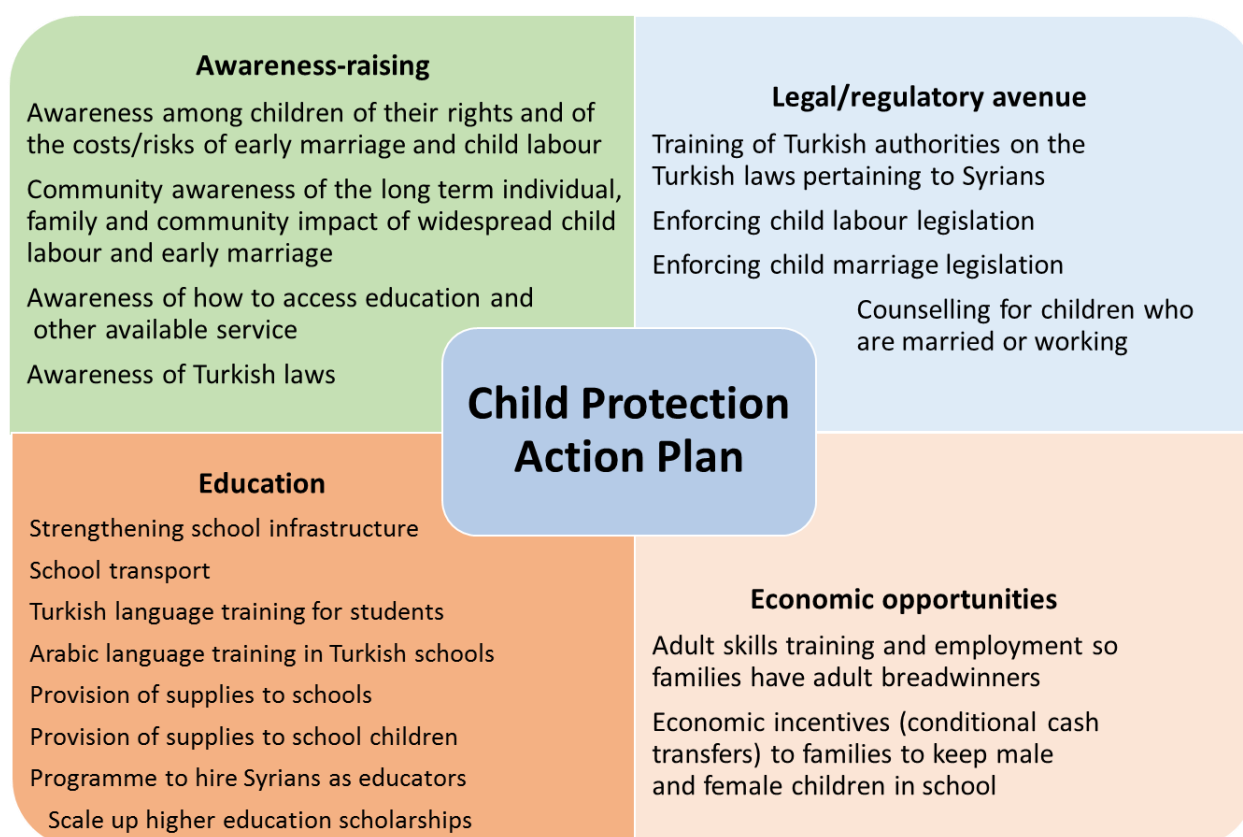 Awareness-raising
Awareness among children of their rights and of
the costs/risks of early marriage and child labour
Community awareness of the long term individual,
family and community impact of widespread child
labour and early marriage
Awareness of how to access education and
other available service
Awareness of Turkish laws
Legal/regulatory avenue
Training of Turkish authorities on the
Turkish laws pertaining to Syrians
Enforcing child labour legislation
Enforcing child marriage legislation
Counselling for children who
are married or working
Child Protection
Action Plan
Education
Strengthening school infrastructure
School transport
Turkish language training for students
Arabic language training in Turkish schools
Provision of supplies to schools
Provision of supplies to school children
Programme to hire Syrians as educators
Scale up higher education scholarships
Economic opportunities
Adult skills training and employment so
families have adult breadwinners
Economic incentives (conditional cash
transfers) to families to keep male
and female children in school